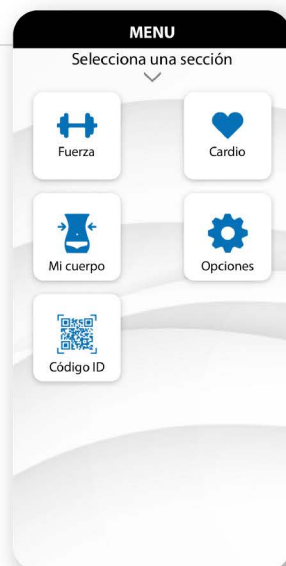 MENU
Selecciona una sección
Fuerza
Cardio
Mi cuerpo
Opciones
Código ID